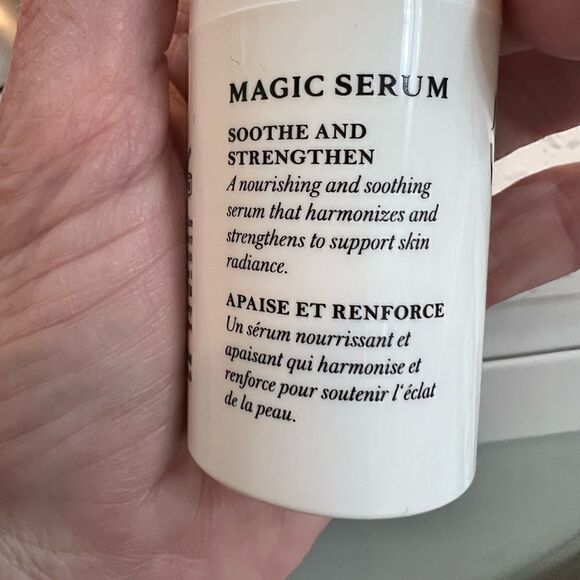 MAGIC SERUM
SOOTHE AND
STRENGTHEN
A nourishing and soothing
serum that harmonizes and
strengthens to support skin
radiance.
APAISE ET RENFORCE
Un sérum nourrissant et
apaisant qui harmonise et
renforce pour soutenir l'éclat
de la peau.